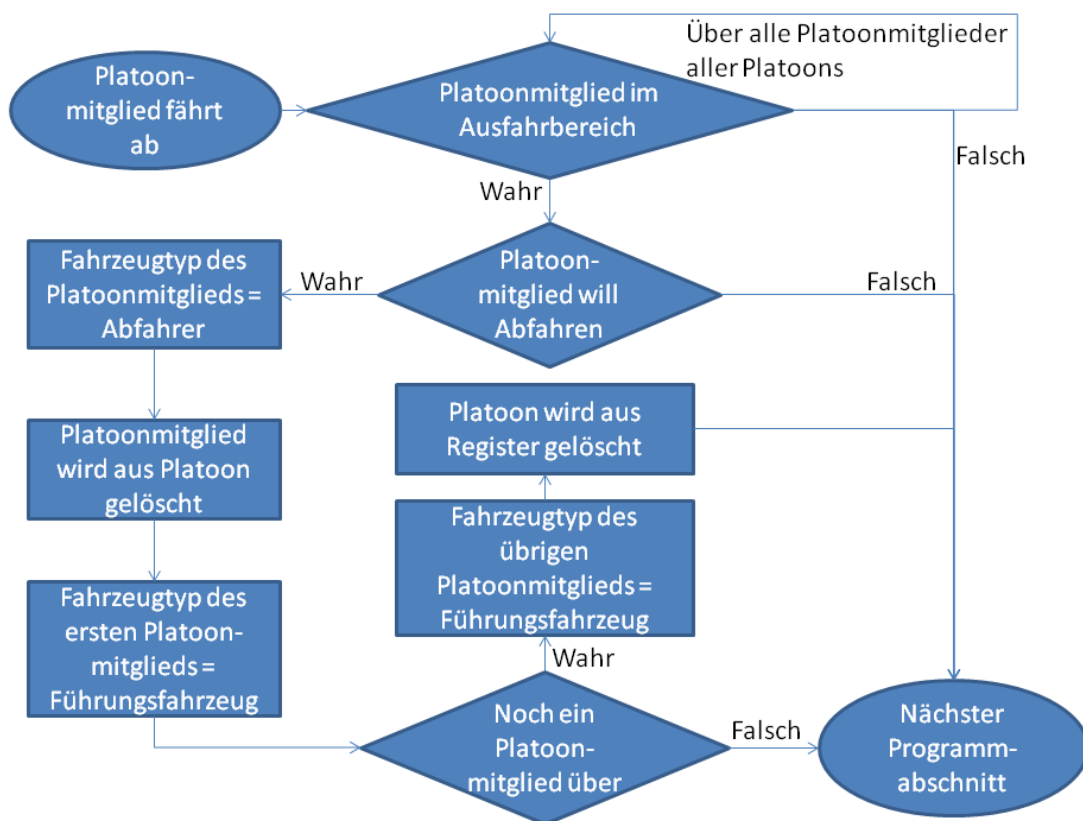 Über alle Platoonmitglieder
aller Platoons
Platoon-
mitglied fährt
ab
Platoonmitglied im
Ausfahrbereich
Falsch
Wahr
Fahrzeugtyp des
Platoonmitglieds =
Abfahrer
Wahr
Platoon-
mitglied will
Abfahren
Falsch
Platoonmitglied
wird aus Platoon
gelöscht
Platoon wird aus
Register gelöscht
Fahrzeugtyp des
übrigen
Platoonmitglieds =
Führungsfahrzeug
Fahrzeugtyp des
ersten Platoon-
mitglieds =
Führungsfahrzeug
Wahr
Noch ein
Platoon-
mitglied über
Falsch
Nächster
Programm-
abschnitt